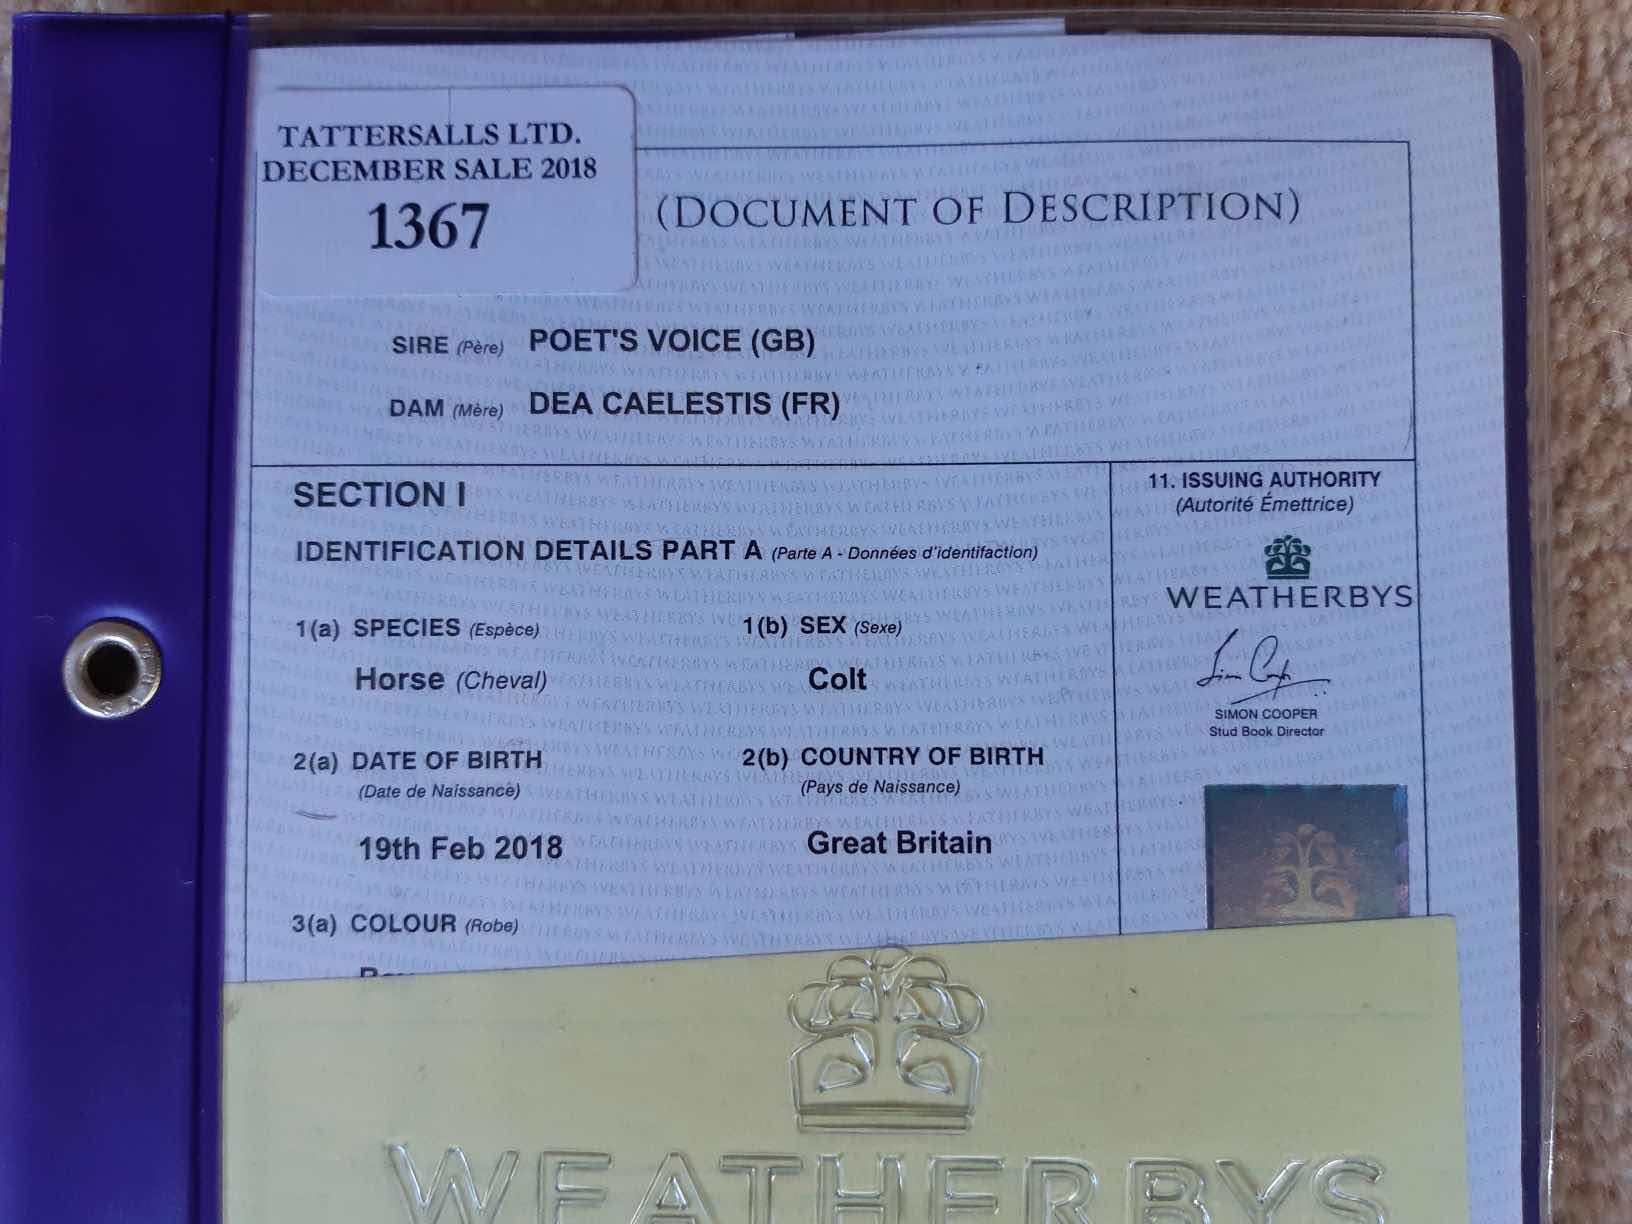 TATTERSALLS LTD.
DECEMBER SALE 2018
1367
(DOCUMENT OF DESCRIPTION)
SIRE (Père) POET'S VOICE (GB)
DAM (Mère) DEA CAELESTIS (FR)
SECTION I
IDENTIFICATION DETAILS PART A (Parte A - Données d'identifaction)
1(a) SPECIES (Espèce)
1(b) SEX (Sexe)
Horse (Cheval)
Colt
2(a) DATE OF BIRTH
(Date de Naissance)
2(b) COUNTRY OF BIRTH
(Pays de Naissance)
19th Feb 2018
Great Britain
3(a) COLOUR (Robe)
11. ISSUING AUTHORITY
(Autorité Émettrice)
WEATHERBYS
SIMON COOPER
Stud Book Director
WEATHERBYS